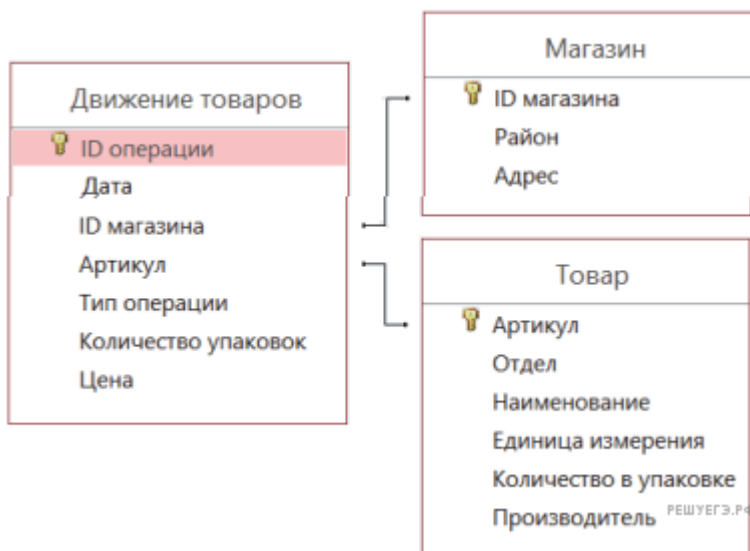 Движение товаров
ID операции
Дата
ID магазина
Артикул
Тип операции
Количество упаковок
Цена
Магазин
ID магазина
Район
Адрес
Товар
Артикул
Отдел
Наименование
Единица измерения
Количество в упаковке
Производитель